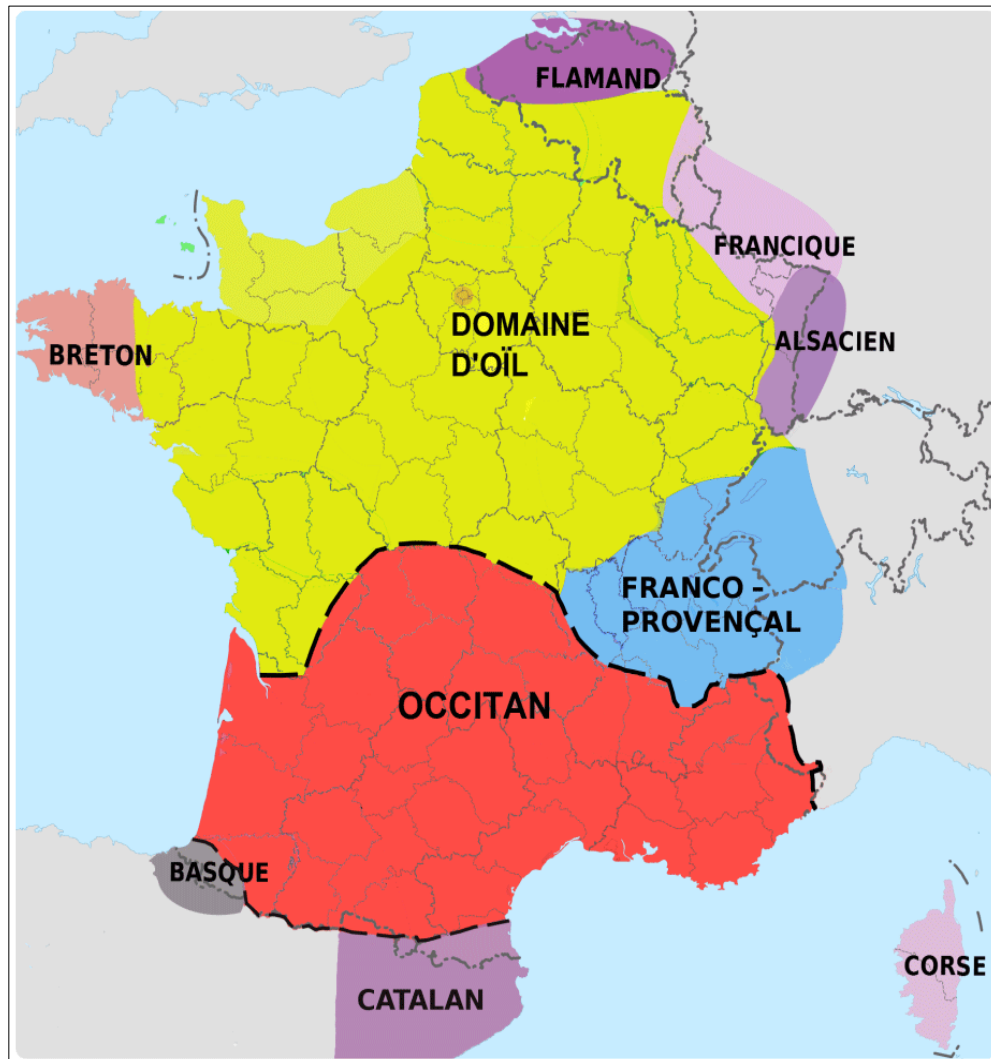 FLAMAND
FRANCIQUE
BRETON
DOMAINE
D'OÏL
ALSACIEN
FRANCO -
PROVENÇAL
OCCITAN
BASQUE
CORSE
CATALAN